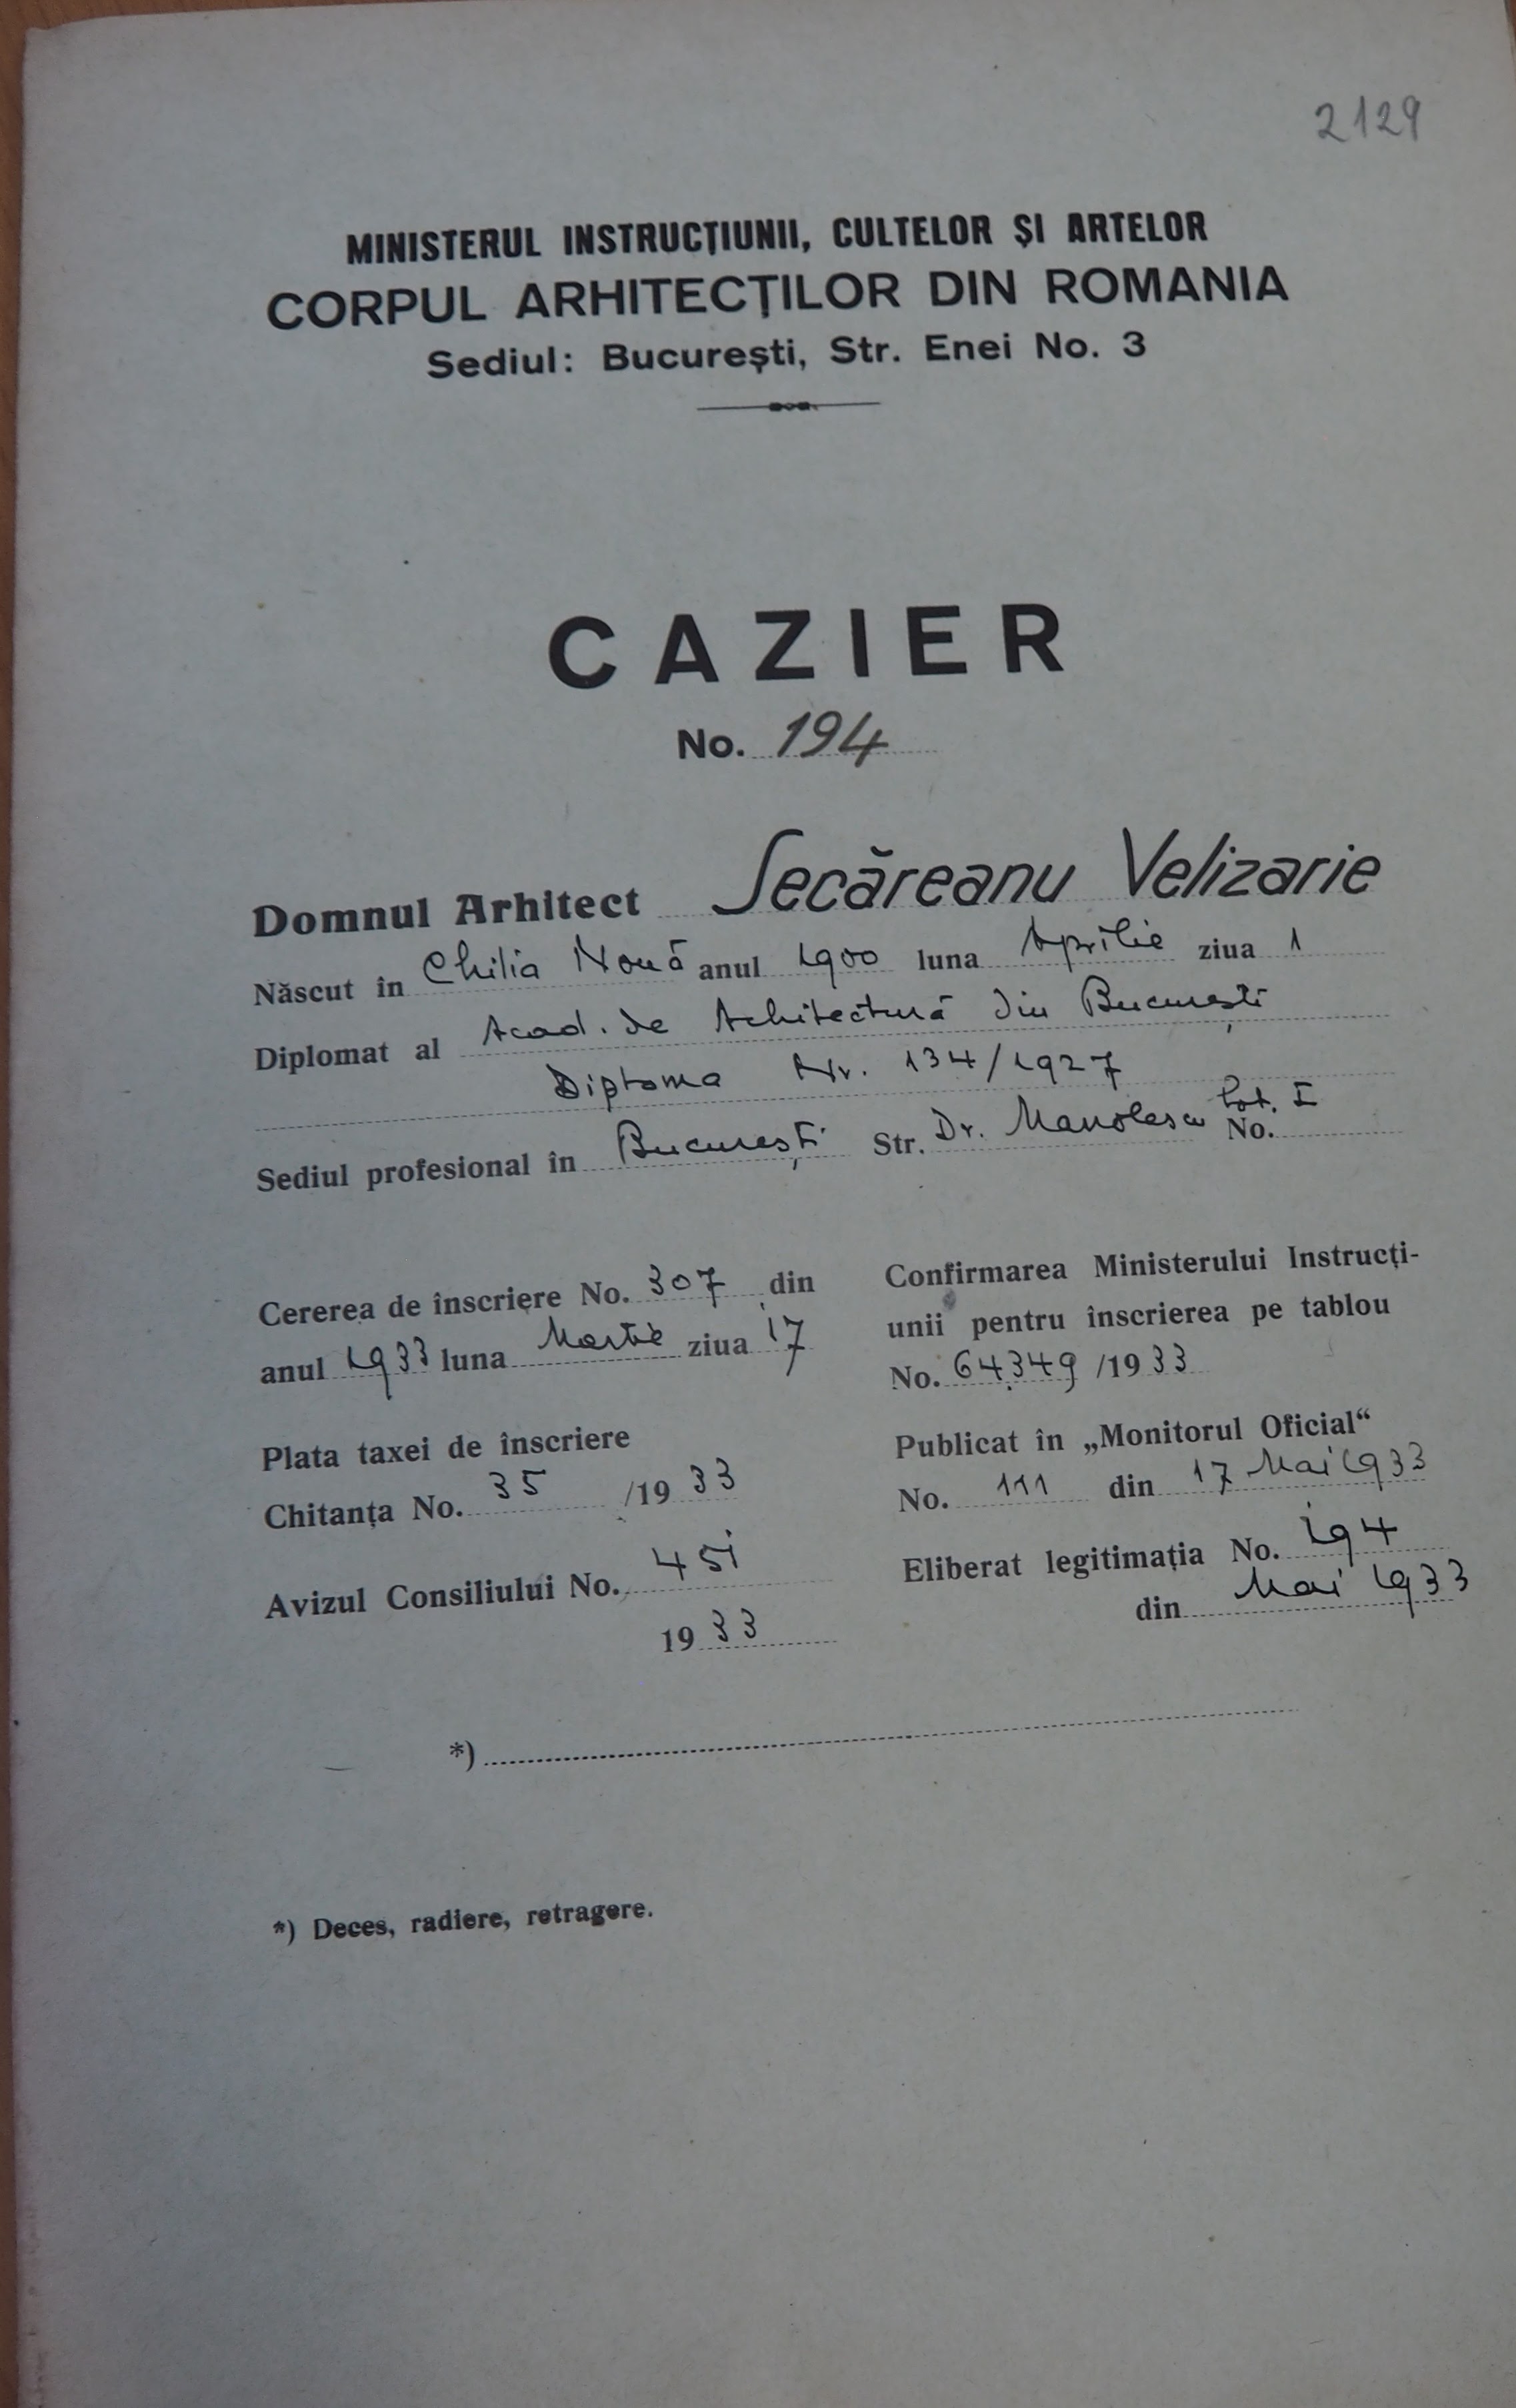 2129
MINISTERUL INSTRUCȚIUNII, CULTELOR ȘI ARTELOR
CORPUL ARHITECȚILOR DIN ROMANIA
Sediul: București, Str. Enei No. 3
CAZIER
No. 194
Domnul Arhitect Secăreanu Velizarie
Născut în Chilia Nouă anul 1900 luna Aprilie ziua 1
Diplomat al Acad. de Arhitectură din București
Diploma Nr. 134/1927
Sediul profesional în București Str. Dr. Manolescu No. Lot. I
Cererea de înscriere No. 307 din
anul 1933 luna Martie ziua 17
Plata taxei de înscriere
Chitanța No. 35 /1933
Avizul Consiliului No. 451
1933
Confirmarea Ministerului Instrucți-
unii pentru înscrierea pe tablou
No. 64.349 /1933
Publicat în „Monitorul Oficial“
No. 111 din 17 Mai 1933
Eliberat legitimația No. 194
din Mai 1933
*)
*) Deces, radiere, retragere.